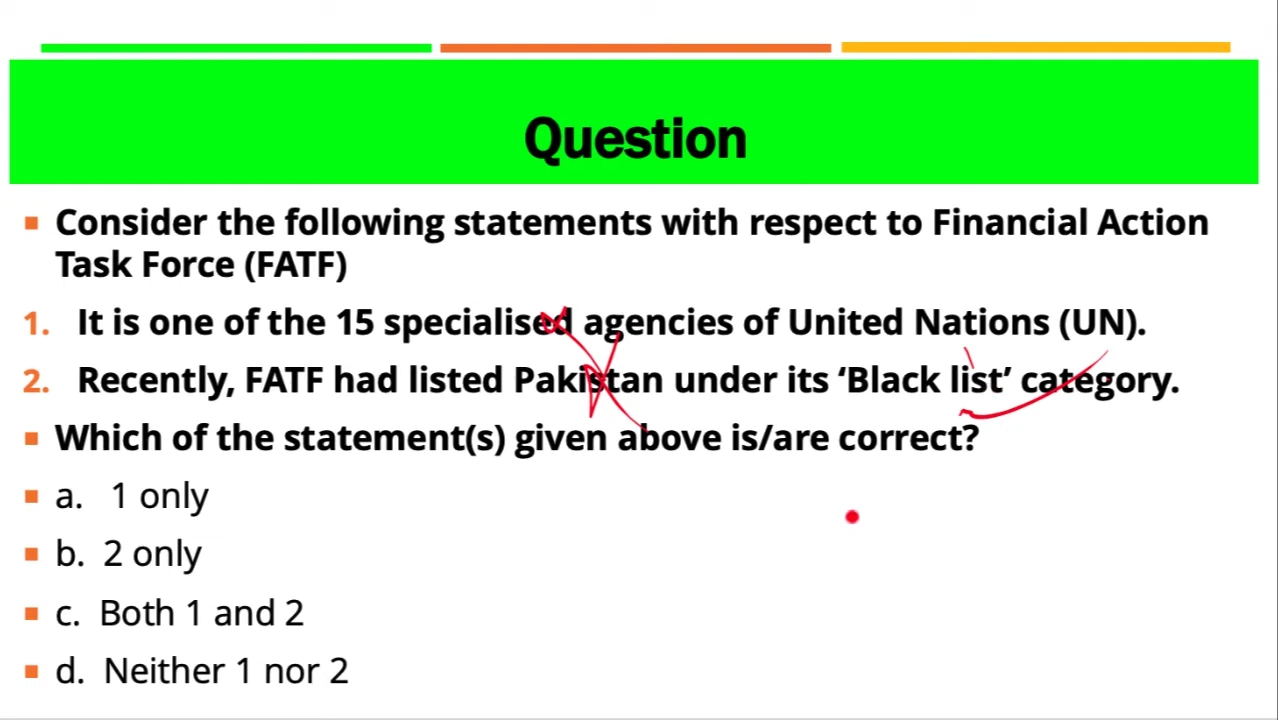 Question
Consider the following statements with respect to Financial Action
Task Force (FATF)
1. It is one of the 15 specialised agencies of United Nations (UN).
2. Recently, FATF had listed Pakistan under its ‘Black list’ category.
Which of the statement(s) given above is/are correct?
a. 1 only
b. 2 only
c. Both 1 and 2
d. Neither 1 nor 2